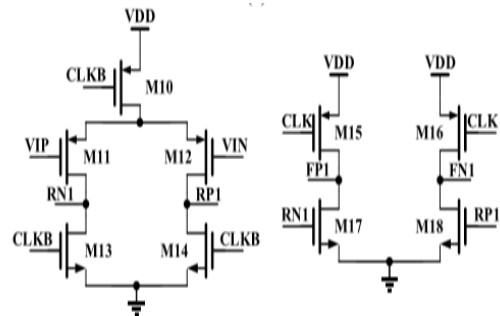 VDD
CLKB
M10
VIP
M11
M12
VIN
RN1
RP1
CLKB
M13
M14
CLKB
VDD
VDD
CLK
M15
M16
CLK
FP1
FN1
RN1
M17
M18
RP1